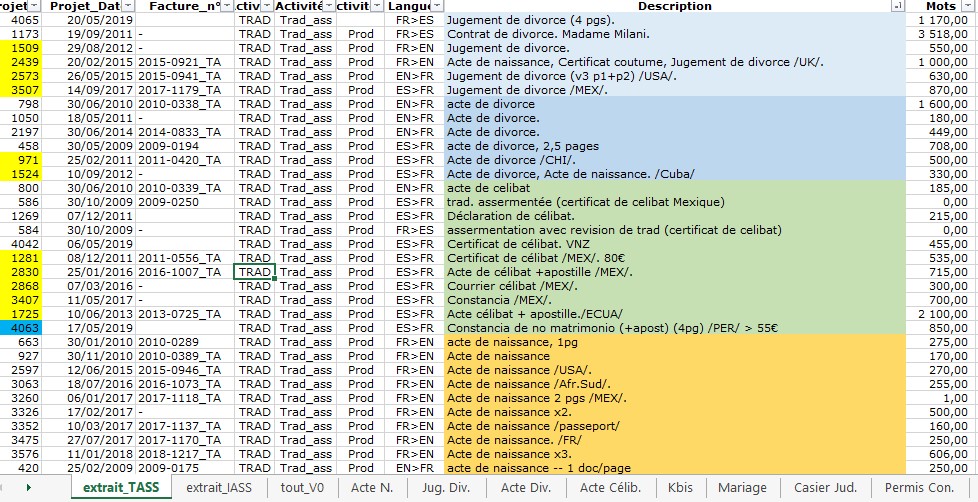 rojet Projet_Dat Facture_n° ctiv Activité ctivit Langue Description Mots
4065 20/05/2019 TRAD Trad_ass FR>ES Jugement de divorce (4 pgs). 1 170,00
1173 19/09/2011 - TRAD Trad_ass Prod FR>ES Contrat de divorce. Madame Milani. 3 518,00
1509 29/08/2012 - TRAD Trad_ass Prod FR>EN Jugement de divorce. 550,00
2439 20/02/2015 2015-0921_TA TRAD Trad_ass Prod FR>EN Acte de naissance, Certificat coutume, Jugement de divorce /UK/. 1 000,00
2573 26/05/2015 2015-0941_TA TRAD Trad_ass Prod EN>FR Jugement de divorce (v3 p1+p2) /USA/. 630,00
3507 14/09/2017 2017-1179_TA TRAD Trad_ass Prod ES>FR Jugement de divorce /MEX/. 870,00
798 30/06/2010 2010-0338_TA TRAD Trad_ass Prod EN>FR acte de divorce 1 600,00
1050 18/05/2011 - TRAD Trad_ass Prod EN>FR Acte de divorce. 180,00
2197 30/06/2014 2014-0833_TA TRAD Trad_ass Prod EN>FR Acte de divorce. 449,00
458 30/05/2009 2009-0194 TRAD Trad_ass Prod ES>FR acte de divorce, 2,5 pages 708,00
971 25/02/2011 2011-0420_TA TRAD Trad_ass Prod ES>FR Acte de divorce /CHI/. 500,00
1524 10/09/2012 - TRAD Trad_ass Prod ES>FR Acte de divorce, Acte de naissance. /Cuba/ 330,00
800 30/06/2010 2010-0339_TA TRAD Trad_ass Prod EN>FR acte de celibat 185,00
586 30/10/2009 2009-0250 TRAD Trad_ass Prod ES>FR trad. assermentée (certificat de celibat Mexique) 0,00
1269 07/12/2011 TRAD Trad_ass Prod ES>FR Déclaration de célibat. 215,00
584 30/10/2009 - TRAD Trad_ass Prod ES>FR assermentation avec revision de trad (certificat de celibat) 0,00
4042 06/05/2019 TRAD Trad_ass Prod ES>FR Certificat de célibat. VNZ 455,00
1281 08/12/2011 2011-0556_TA TRAD Trad_ass Prod ES>FR Certificat de célibat /MEX/. 80€ 535,00
2830 25/01/2016 2016-1007_TA TRAD Trad_ass Prod ES>FR Acte de célibat +apostille /MEX/. 715,00
2868 07/03/2016 - TRAD Trad_ass Prod ES>FR Courrier célibat /MEX/. 300,00
3407 11/05/2017 - TRAD Trad_ass Prod ES>FR Constancia /MEX/. 700,00
1725 10/06/2013 2013-0725_TA TRAD Trad_ass Prod ES>FR Acte célibat + apostille./ECUA/ 2 100,00
4063 17/05/2019 TRAD Trad_ass Prod ES>FR Constancia de no matrimonio (+apost) (4pg) /PER/ > 55€ 850,00
663 30/01/2010 2010-0289 TRAD Trad_ass Prod FR>EN acte de naissance, 1pg 275,00
927 30/11/2010 2010-0389_TA TRAD Trad_ass Prod FR>EN Acte de naissance 170,00
2597 12/06/2015 2015-0946_TA TRAD Trad_ass Prod FR>EN Acte de naissance /USA/. 270,00
3063 18/07/2016 2016-1073_TA TRAD Trad_ass Prod FR>EN Acte de naissance /Afr.Sud/. 255,00
3260 06/01/2017 2017-1118_TA TRAD Trad_ass Prod FR>EN Acte de naissance 2 pgs /MEX/. 1,00
3326 17/02/2017 - TRAD Trad_ass Prod FR>EN Acte de naissance x2. 500,00
3352 10/03/2017 2017-1137_TA TRAD Trad_ass Prod FR>EN Acte de naissance /passeport/ 160,00
3475 27/07/2017 2017-1170_TA TRAD Trad_ass Prod FR>EN Acte de naissance. /FR/ 250,00
3576 11/01/2018 2018-1217_TA TRAD Trad_ass Prod FR>EN Acte de naissance x3. 606,00
420 25/02/2009 2009-0175 TRAD Trad_ass Prod EN>FR acte de naissance -- 1 doc/page 250,00
extrait_TASS extrait_IASS tout_V0 Acte N. Jug. Div. Acte Div. Acte Célib. Kbis Mariage Casier Jud. Permis Con.